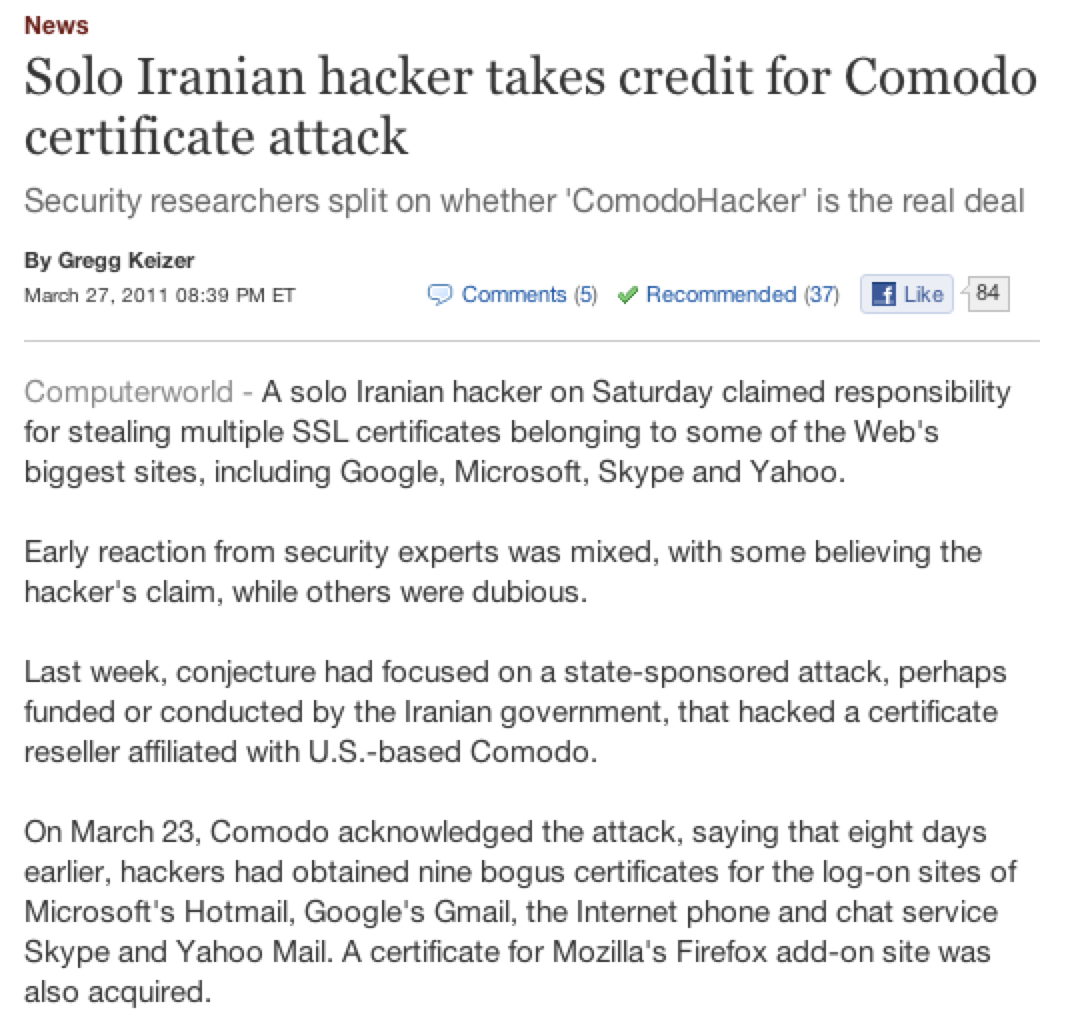 News
Solo Iranian hacker takes credit for Comodo
certificate attack
Security researchers split on whether 'ComodoHacker' is the real deal
By Gregg Keizer
March 27, 2011 08:39 PM ET
Comments (5) Recommended (37) Like 84
Computerworld - A solo Iranian hacker on Saturday claimed responsibility
for stealing multiple SSL certificates belonging to some of the Web's
biggest sites, including Google, Microsoft, Skype and Yahoo.
Early reaction from security experts was mixed, with some believing the
hacker's claim, while others were dubious.
Last week, conjecture had focused on a state-sponsored attack, perhaps
funded or conducted by the Iranian government, that hacked a certificate
reseller affiliated with U.S.-based Comodo.
On March 23, Comodo acknowledged the attack, saying that eight days
earlier, hackers had obtained nine bogus certificates for the log-on sites of
Microsoft's Hotmail, Google's Gmail, the Internet phone and chat service
Skype and Yahoo Mail. A certificate for Mozilla's Firefox add-on site was
also acquired.